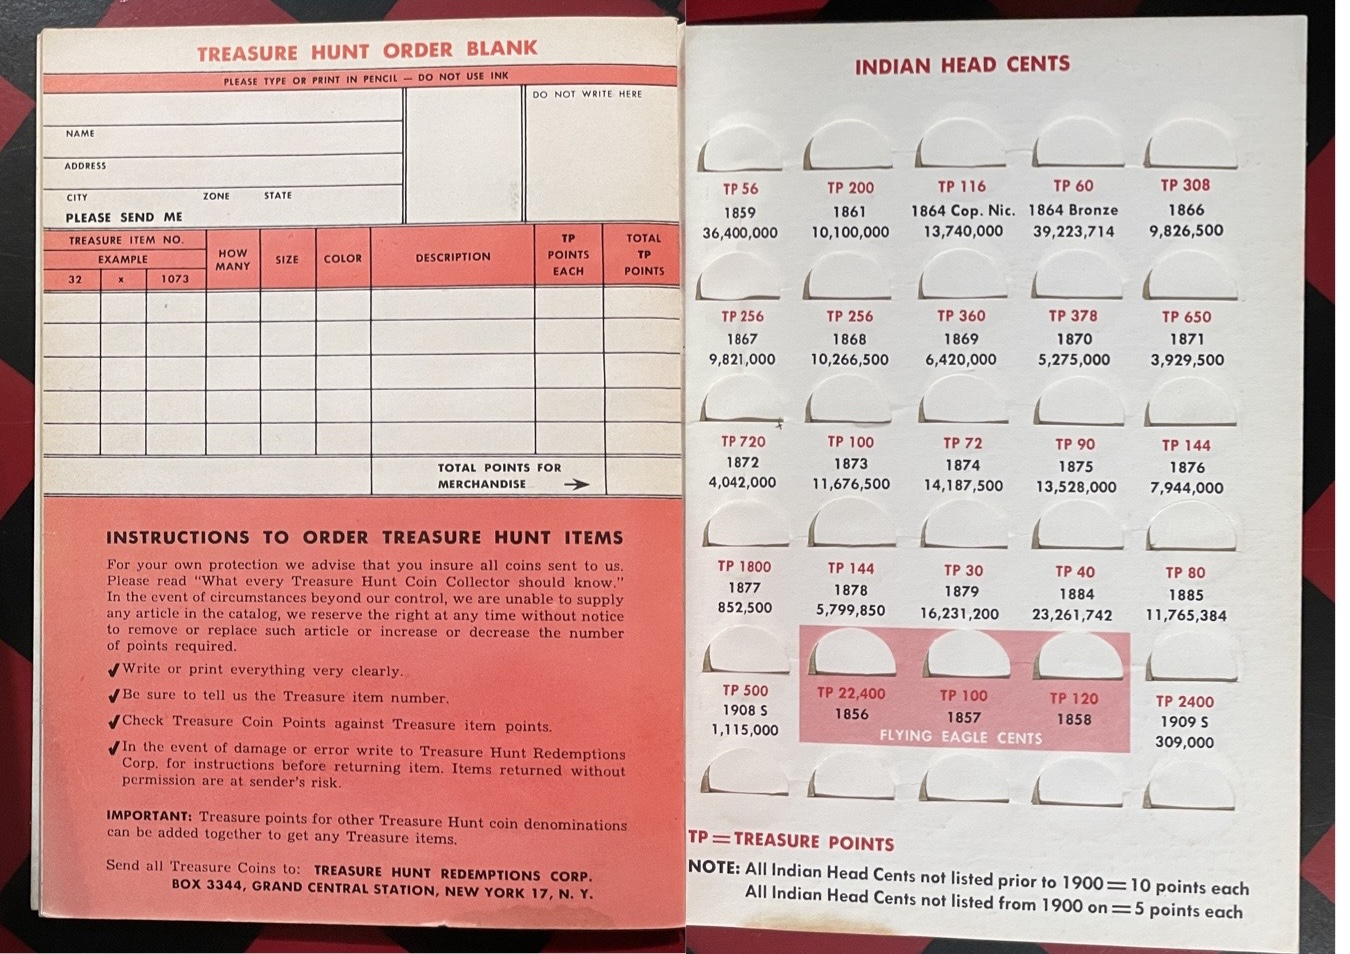 TREASURE HUNT ORDER BLANK
PLEASE TYPE OR PRINT IN PENCIL — DO NOT USE INK
DO NOT WRITE HERE
NAME
ADDRESS
CITY ZONE STATE
PLEASE SEND ME
TREASURE ITEM NO.
EXAMPLE
32 x 1073
HOW
MANY
SIZE
COLOR
DESCRIPTION
TP
POINTS
EACH
TOTAL
TP
POINTS
TOTAL POINTS FOR
MERCHANDISE →
INSTRUCTIONS TO ORDER TREASURE HUNT ITEMS
For your own protection we advise that you insure all coins sent to us.
Please read "What every Treasure Hunt Coin Collector should know."
In the event of circumstances beyond our control, we are unable to supply
any article in the catalog, we reserve the right at any time without notice
to remove or replace such article or increase or decrease the number
of points required.
✓Write or print everything very clearly.
✓Be sure to tell us the Treasure item number.
✓Check Treasure Coin Points against Treasure item points.
✓In the event of damage or error write to Treasure Hunt Redemptions
Corp. for instructions before returning item. Items returned without
permission are at sender's risk.
IMPORTANT: Treasure points for other Treasure Hunt coin denominations
can be added together to get any Treasure items.
Send all Treasure Coins to: TREASURE HUNT REDEMPTIONS CORP.
BOX 3344, GRAND CENTRAL STATION, NEW YORK 17, N. Y.
INDIAN HEAD CENTS
TP 56 TP 200 TP 116 TP 60 TP 308
1859 1861 1864 Cop. Nic. 1864 Bronze 1866
36,400,000 10,100,000 13,740,000 39,223,714 9,826,500
TP 256 TP 256 TP 360 TP 378 TP 650
1867 1868 1869 1870 1871
9,821,000 10,266,500 6,420,000 5,275,000 3,929,500
TP 720 TP 100 TP 72 TP 90 TP 144
1872 1873 1874 1875 1876
4,042,000 11,676,500 14,187,500 13,528,000 7,944,000
TP 1800 TP 144 TP 30 TP 40 TP 80
1877 1878 1879 1884 1885
852,500 5,799,850 16,231,200 23,261,742 11,765,384
TP 500 TP 22,400 TP 100 TP 120 TP 2400
1908 S 1856 1857 1858 1909 S
1,115,000 FLYING EAGLE CENTS 309,000
TP = TREASURE POINTS
NOTE: All Indian Head Cents not listed prior to 1900 = 10 points each
All Indian Head Cents not listed from 1900 on = 5 points each